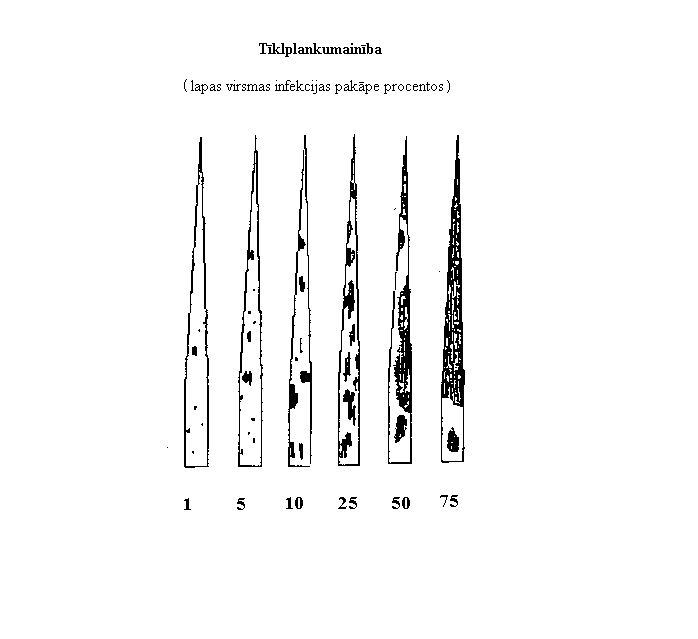 Tīklplankumainība
( lapas virsmas infekcijas pakāpe procentos )
1 5 10 25 50 75